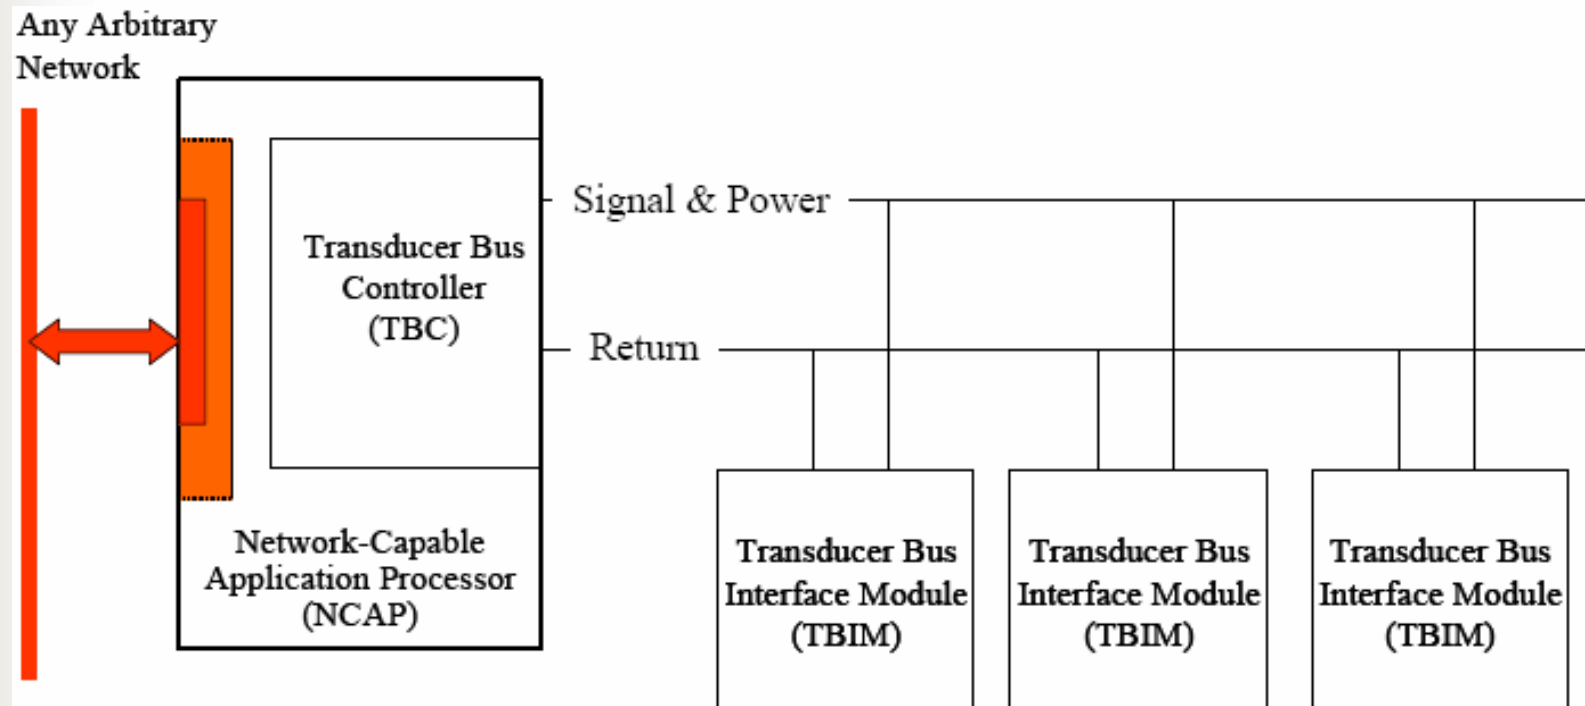 Any Arbitrary
Network
Signal & Power
Transducer Bus
Controller
(TBC)
Return
Network-Capable
Application Processor
(NCAP)
Transducer Bus
Interface Module
(TBIM)
Transducer Bus
Interface Module
(TBIM)
Transducer Bus
Interface Module
(TBIM)